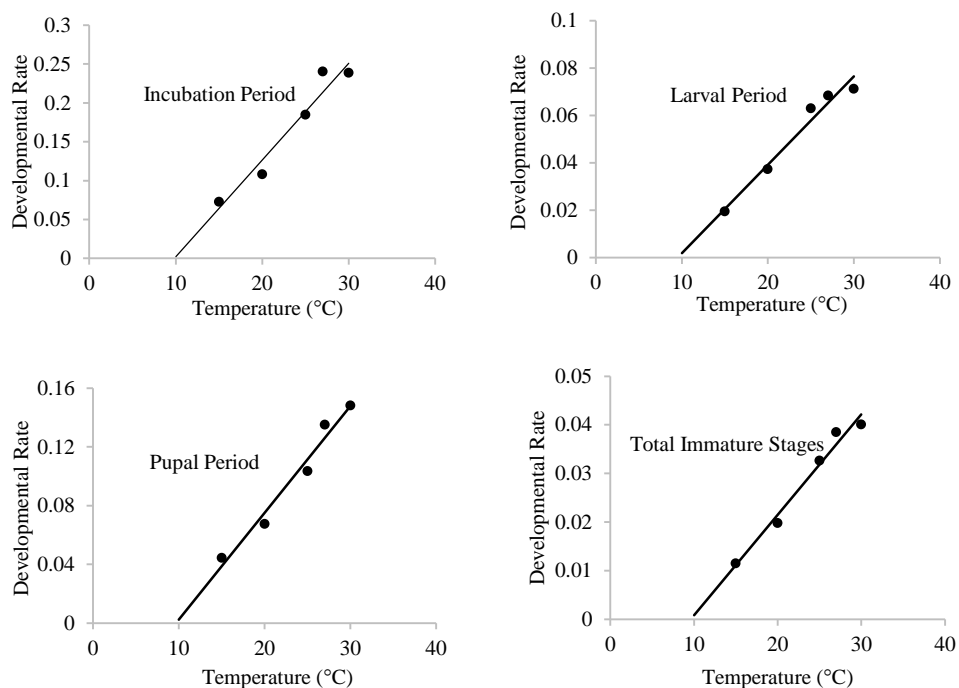 Developmental Rate
0.3
0.25
0.2
0.15
0.1
0.05
0
Incubation Period
0 10 20 30 40
Temperature (°C)
Developmental Rate
0.1
0.08
0.06
0.04
0.02
0
Larval Period
0 10 20 30 40
Temperature (°C)
Developmental Rate
0.16
0.12
0.08
0.04
0
Pupal Period
0 10 20 30 40
Temperature (°C)
Developmental Rate
0.05
0.04
0.03
0.02
0.01
0
Total Immature Stages
0 10 20 30 40
Temperature (°C)